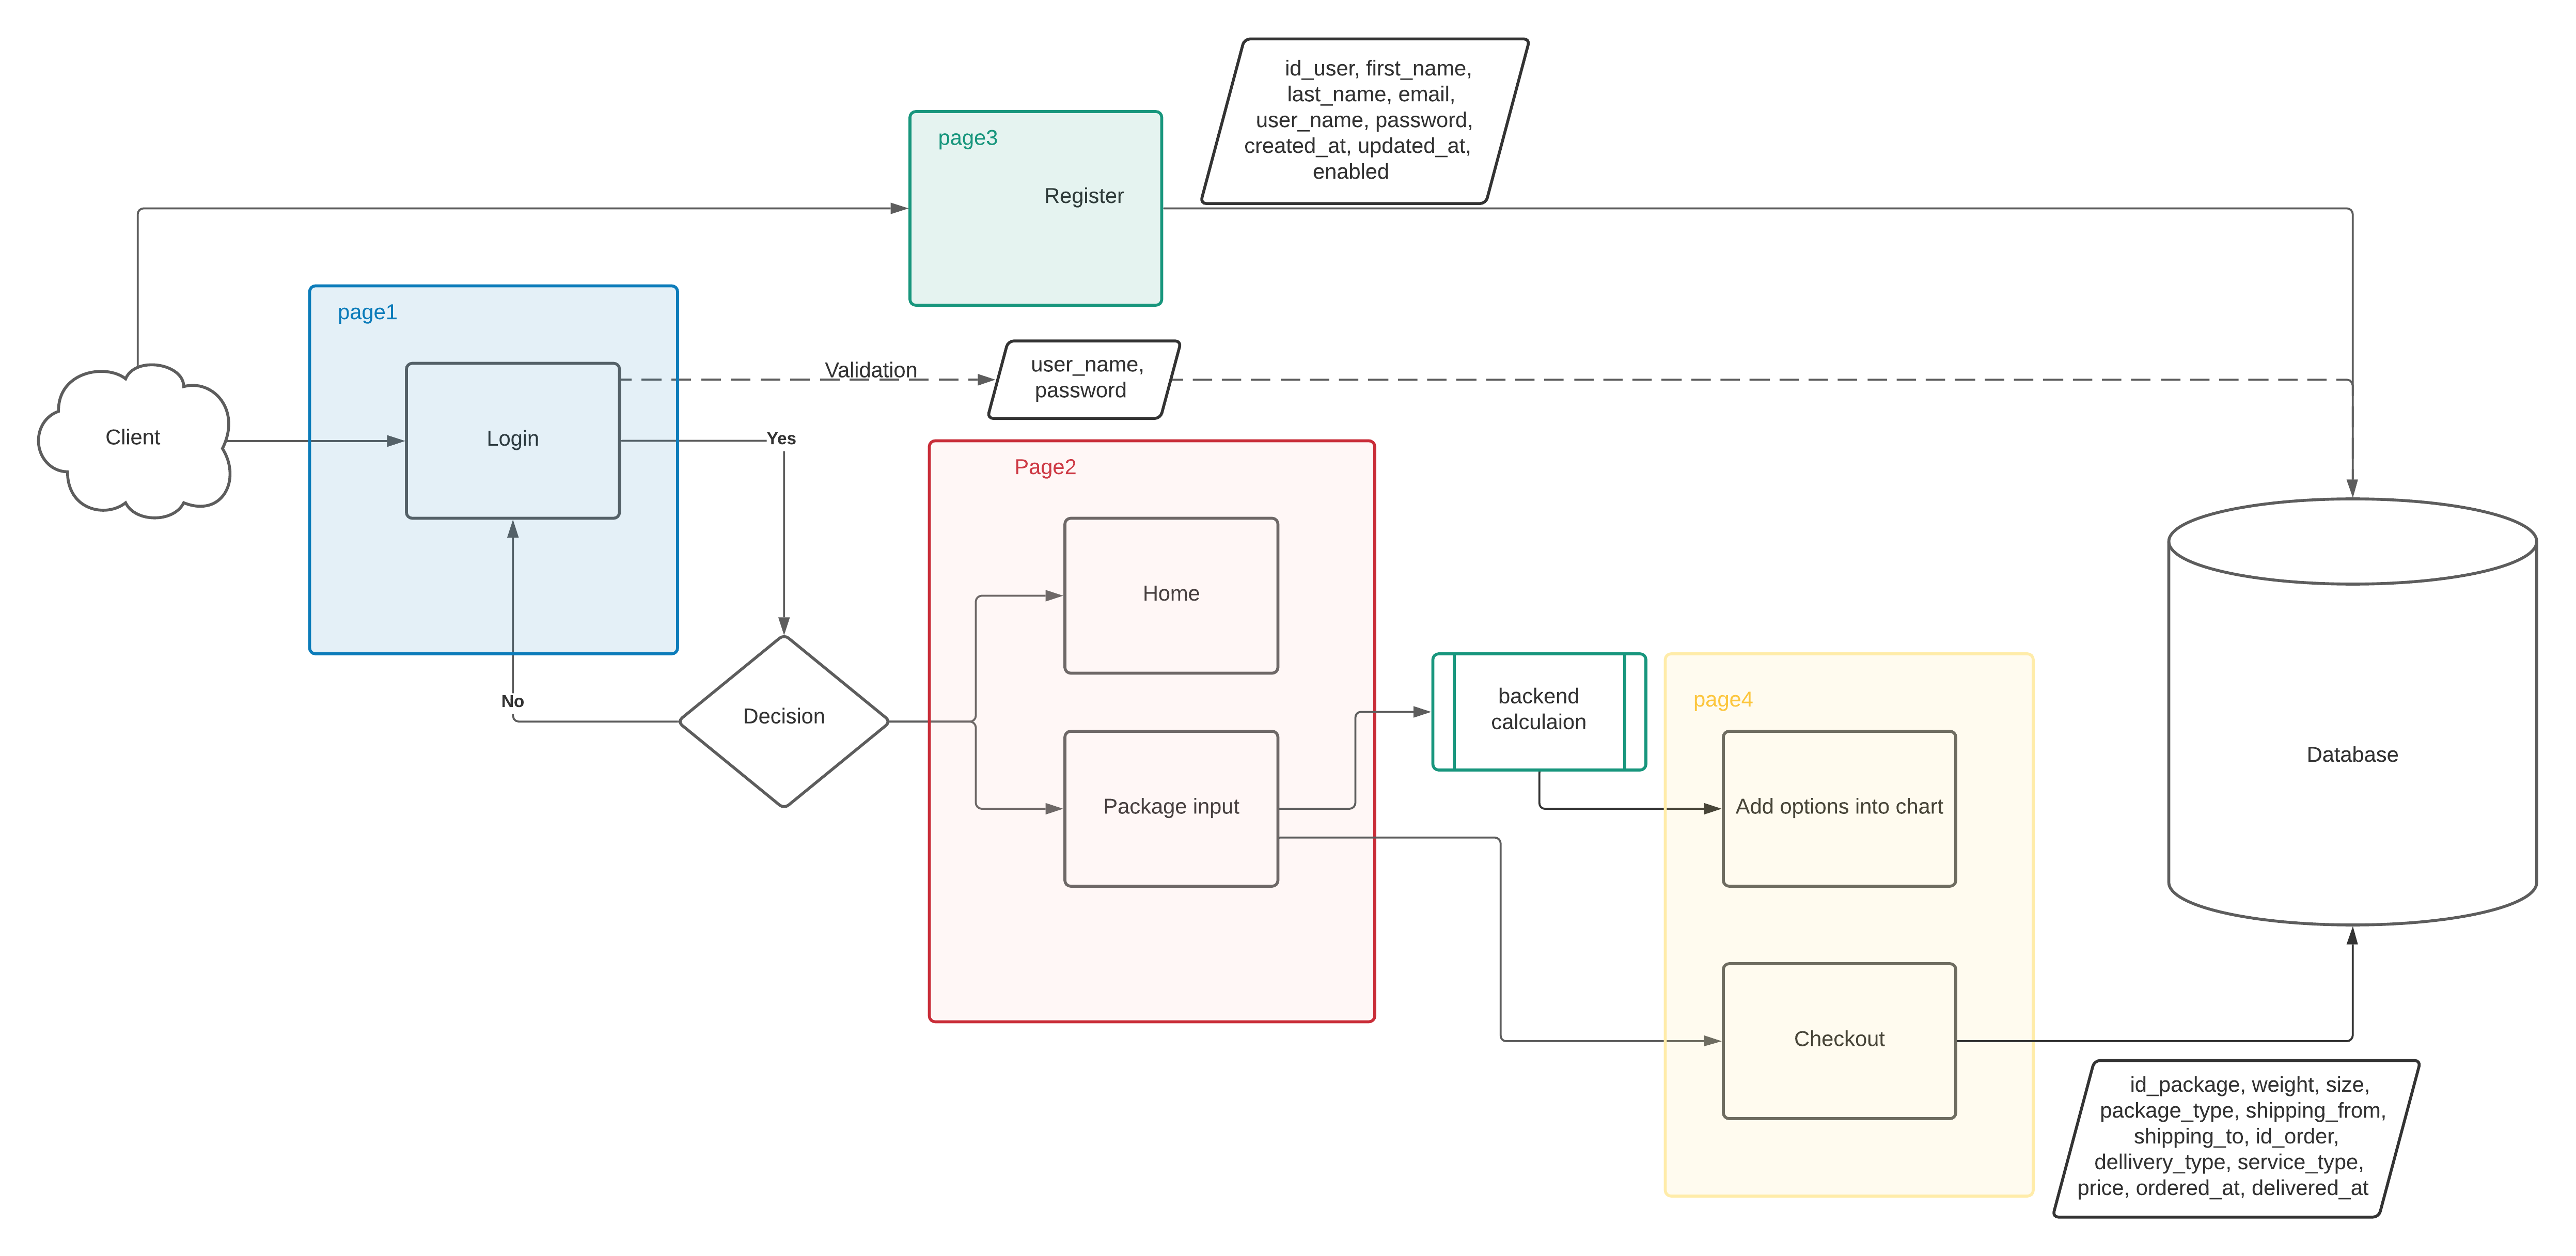 id_user, first_name,
last_name, email,
user_name, password,
created_at, updated_at,
enabled
page3
Register
page1
Validation
user_name,
password
Client
Login
Yes
Page2
Home
No
Decision
backend
calculaion
page4
Database
Package input
Add options into chart
Checkout
id_package, weight, size,
package_type, shipping_from,
shipping_to, id_order,
dellivery_type, service_type,
price, ordered_at, delivered_at